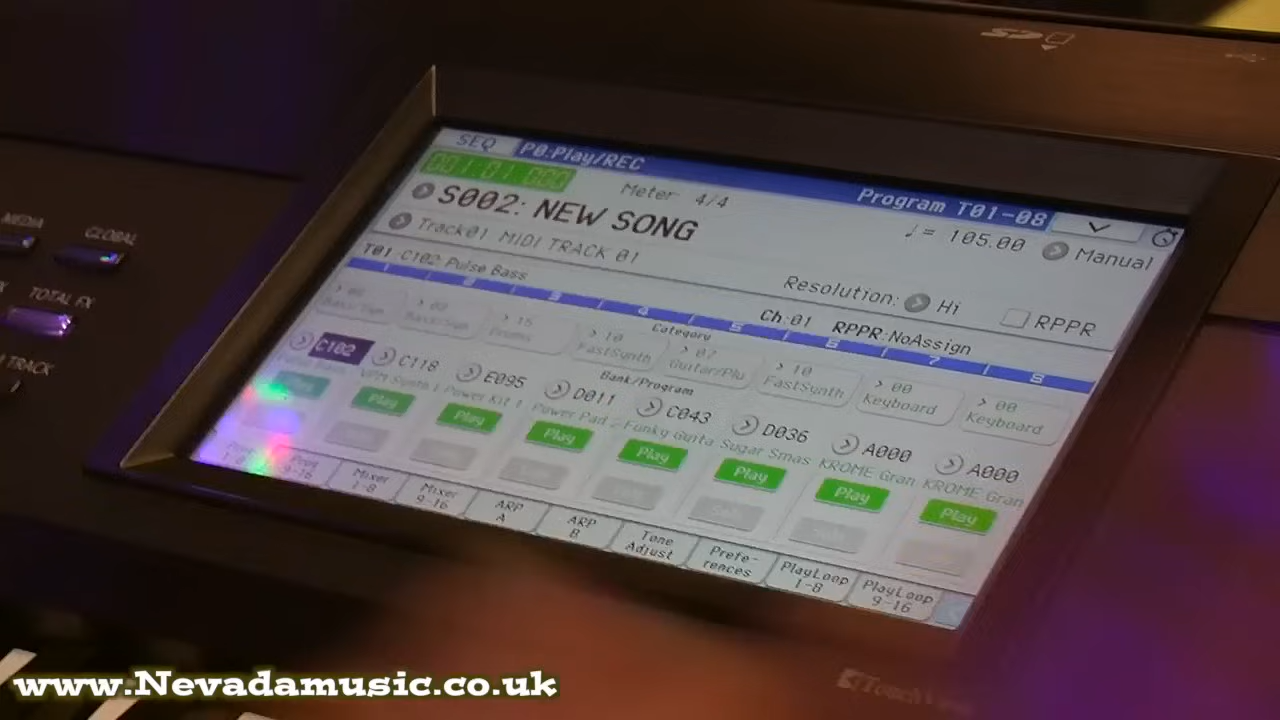 MEDIA
GLOBAL
TOTAL FX
TRACK
SEQ P0:Play/REC Program T01-08
001:01.000 Meter 4/4 ♩= 105.00 Manual
S002: NEW SONG
Track01 MIDI TRACK 01 Resolution: Hi RPPR
T01:C102: Pulse Bass Ch:01 RPPR:NoAssign
1 2 3 4 5 6 7 8
Category
> 15 > 10 > 07 > 10 > 00 > 00
Drums FastSynth Guitar/Plu FastSynth Keyboard Keyboard
Bank/Program
C102 C118 E095 D011 C043 D036 A000 A000
Power Kit 1 Power Pad 2 Funky Guita Sugar Smas KROME Gran KROME Gran
Play Play Play Play Play Play Play Play
Mixer 1-8 Mixer 9-16 ARP A ARP B Tone Adjust Prefe-rences PlayLoop 1-8 PlayLoop 9-16
www.Nevadamusic.co.uk